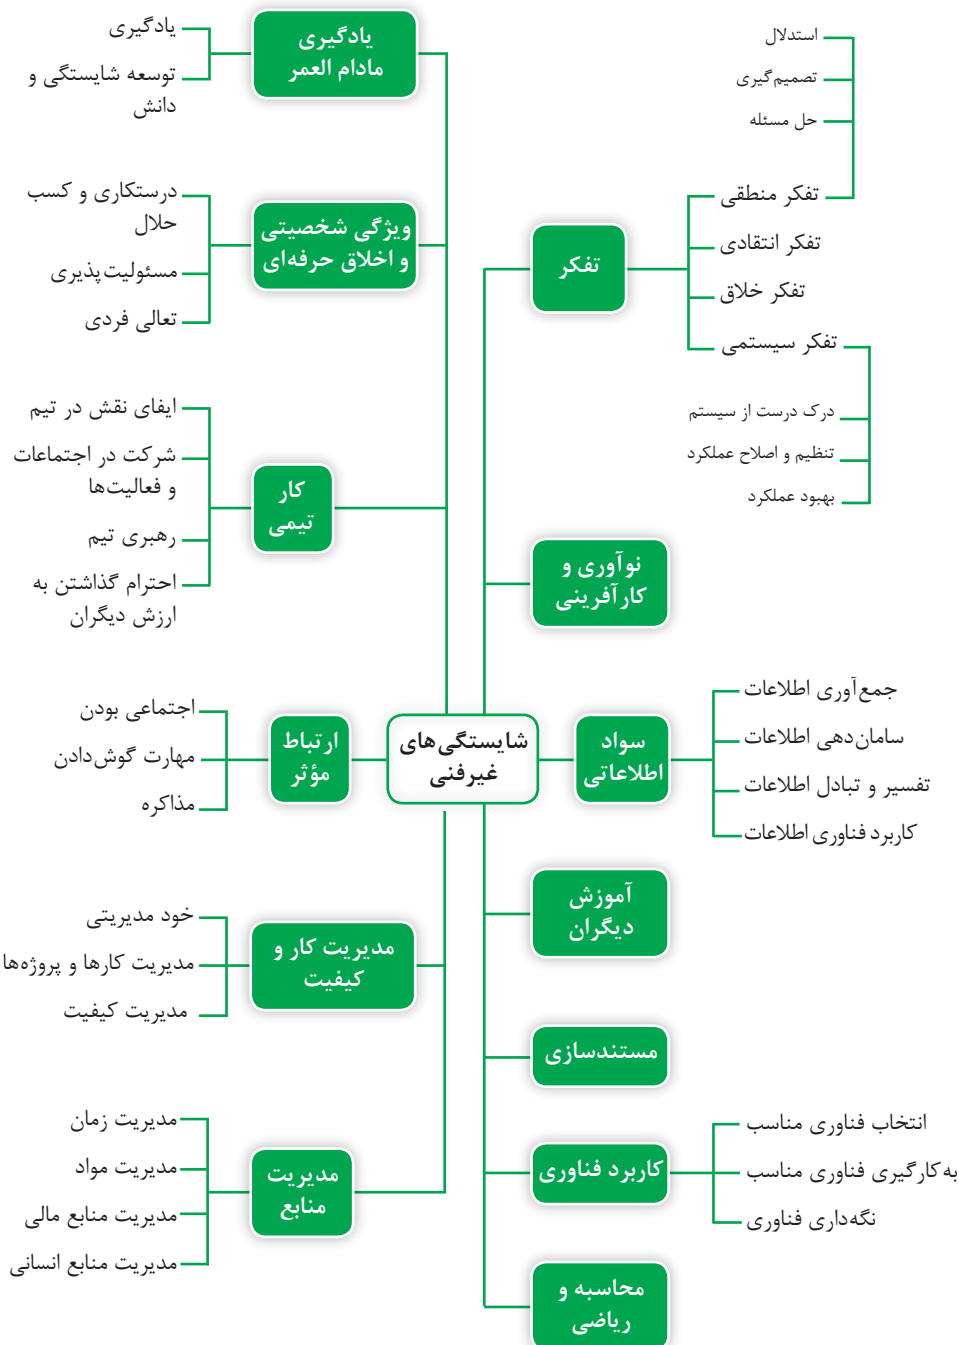 شایستگی‌های
غیرفنی
تفکر
استدلال
تصمیم‌گیری
حل مسئله
تفکر منطقی
تفکر انتقادی
تفکر خلاق
تفکر سیستمی
درک درست از سیستم
تنظیم و اصلاح عملکرد
بهبود عملکرد
نوآوری و
کارآفرینی
سواد
اطلاعاتی
جمع‌آوری اطلاعات
سامان‌دهی اطلاعات
تفسیر و تبادل اطلاعات
کاربرد فناوری اطلاعات
آموزش
دیگران
مستندسازی
کاربرد فناوری
انتخاب فناوری مناسب
به‌کارگیری فناوری مناسب
نگه‌داری فناوری
محاسبه و
ریاضی
یادگیری
مادام العمر
یادگیری
توسعه شایستگی و
دانش
ویژگی شخصیتی
و اخلاق حرفه‌ای
درستکاری و کسب
حلال
مسئولیت‌پذیری
تعالی فردی
کار
تیمی
ایفای نقش در تیم
شرکت در اجتماعات
و فعالیت‌ها
رهبری تیم
احترام گذاشتن به
ارزش دیگران
ارتباط
مؤثر
اجتماعی بودن
مهارت گوش‌دادن
مذاکره
مدیریت کار و
کیفیت
خود مدیریتی
مدیریت کارها و پروژه‌ها
مدیریت کیفیت
مدیریت
منابع
مدیریت زمان
مدیریت مواد
مدیریت منابع مالی
مدیریت منابع انسانی